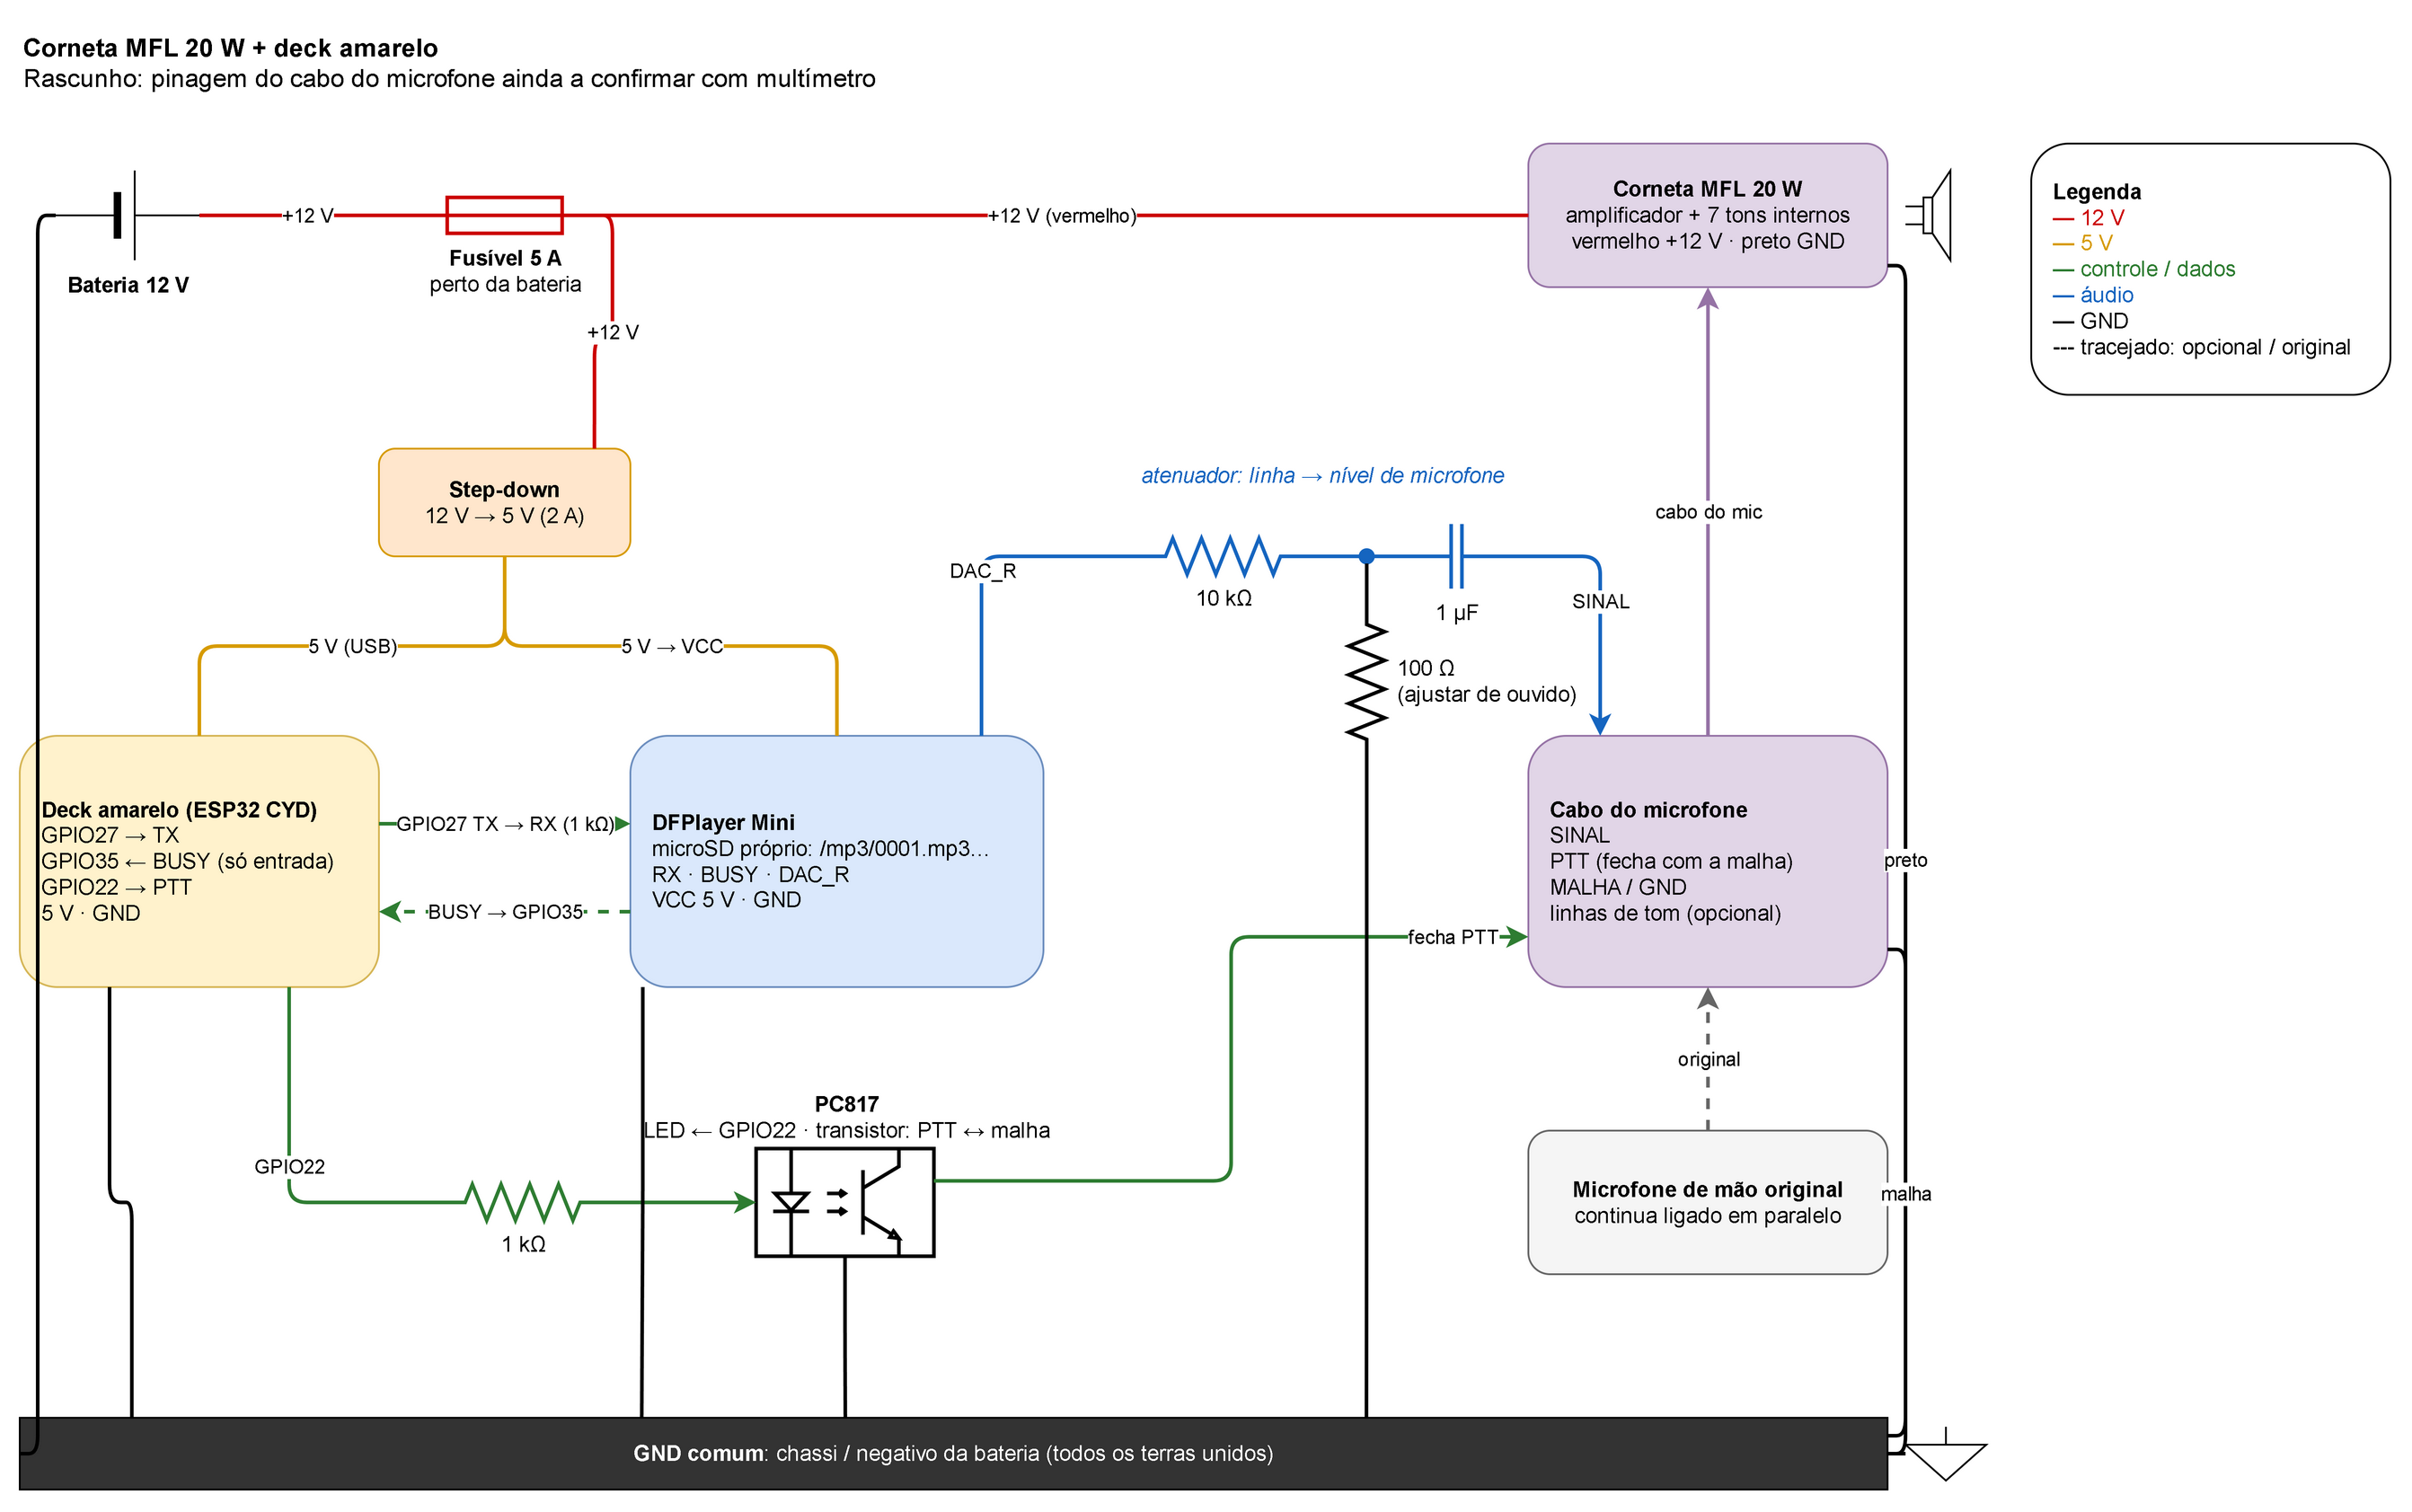 Corneta MFL 20 W + deck amarelo
Rascunho: pinagem do cabo do microfone ainda a confirmar com multímetro
+12 V
+12 V (vermelho)
Fusível 5 A
perto da bateria
Bateria 12 V
+12 V
Corneta MFL 20 W
amplificador + 7 tons internos
vermelho +12 V · preto GND
Legenda
— 12 V
— 5 V
— controle / dados
— áudio
— GND
--- tracejado: opcional / original
Step-down
12 V → 5 V (2 A)
atenuador: linha → nível de microfone
cabo do mic
DAC_R
10 kΩ
1 µF
SINAL
5 V (USB)
5 V → VCC
100 Ω
(ajustar de ouvido)
Deck amarelo (ESP32 CYD)
GPIO27 → TX
GPIO35 ← BUSY (só entrada)
GPIO22 → PTT
5 V · GND
GPIO27 TX → RX (1 kΩ)
BUSY → GPIO35
DFPlayer Mini
microSD próprio: /mp3/0001.mp3...
RX · BUSY · DAC_R
VCC 5 V · GND
Cabo do microfone
SINAL
PTT (fecha com a malha)
MALHA / GND
linhas de tom (opcional)
preto
fecha PTT
original
PC817
LED ← GPIO22 · transistor: PTT ↔ malha
GPIO22
1 kΩ
Microfone de mão original
continua ligado em paralelo
malha
GND comum: chassi / negativo da bateria (todos os terras unidos)